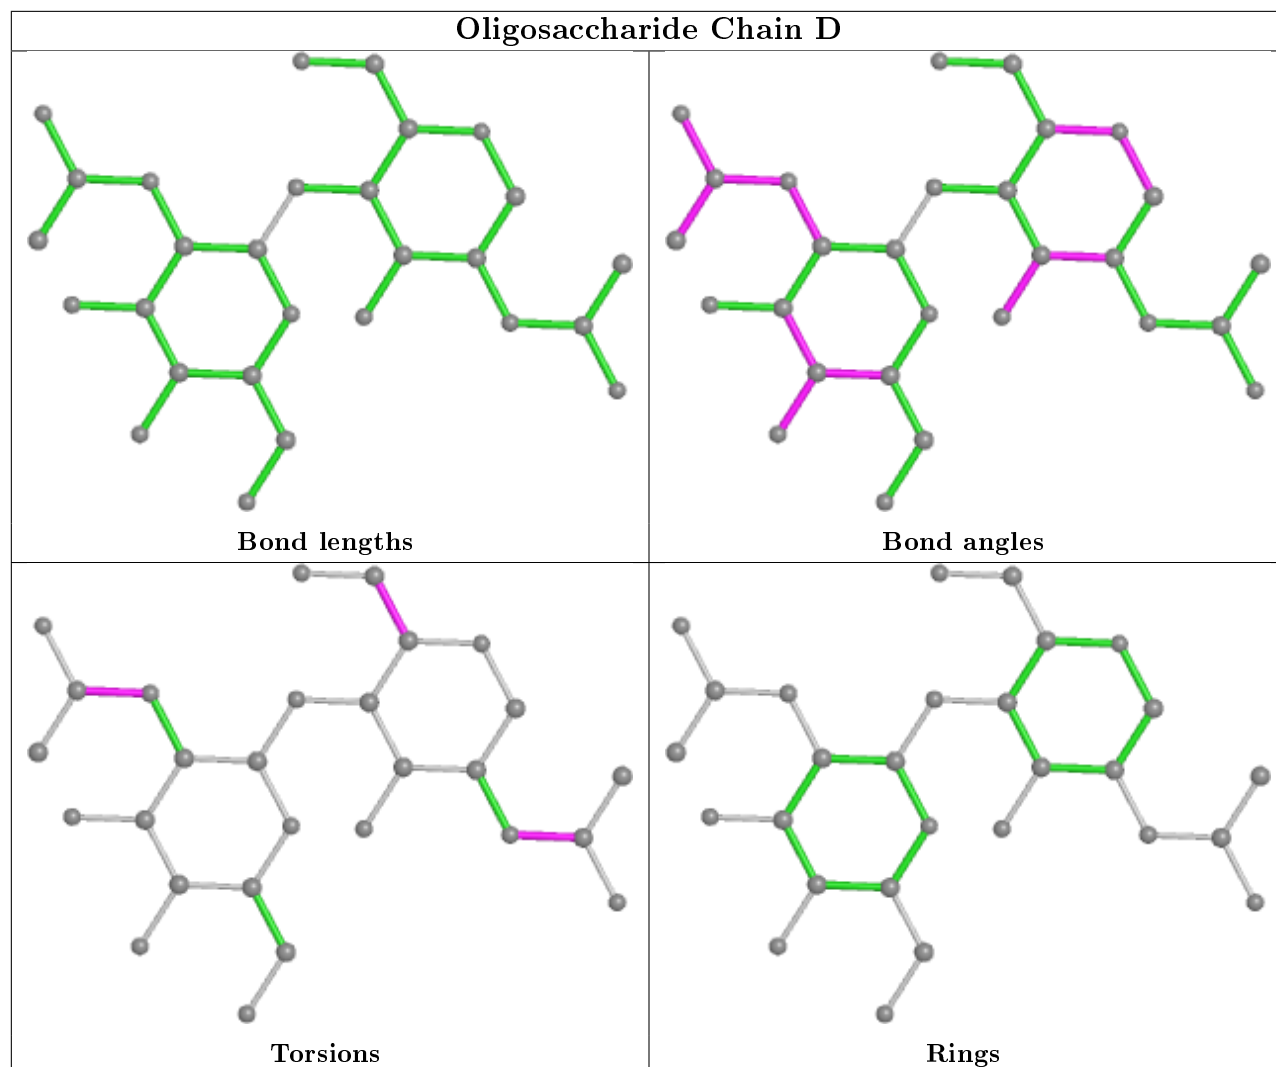 Oligosaccharide Chain D
Bond lengths
Bond angles
Torsions
Rings